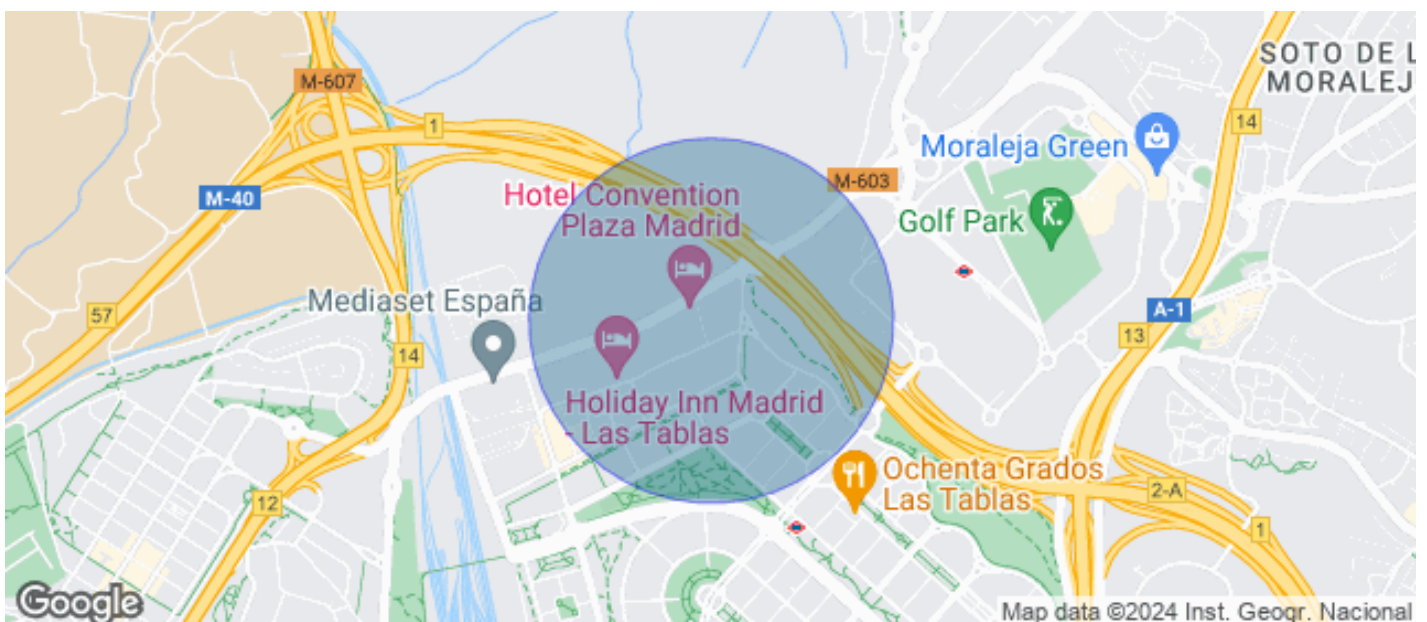 SOTO DE L
MORALEJ
M-607
1
14
Moraleja Green
M-603
Hotel Convention
Plaza Madrid
M-40
Golf Park
K.
Mediaset España
57
A-1
13
14
Holiday Inn Madrid
- Las Tablas
Ochenta Grados
Las Tablas
12
2-A
1
Google
Map data ©2024 Inst. Geogr. Nacional